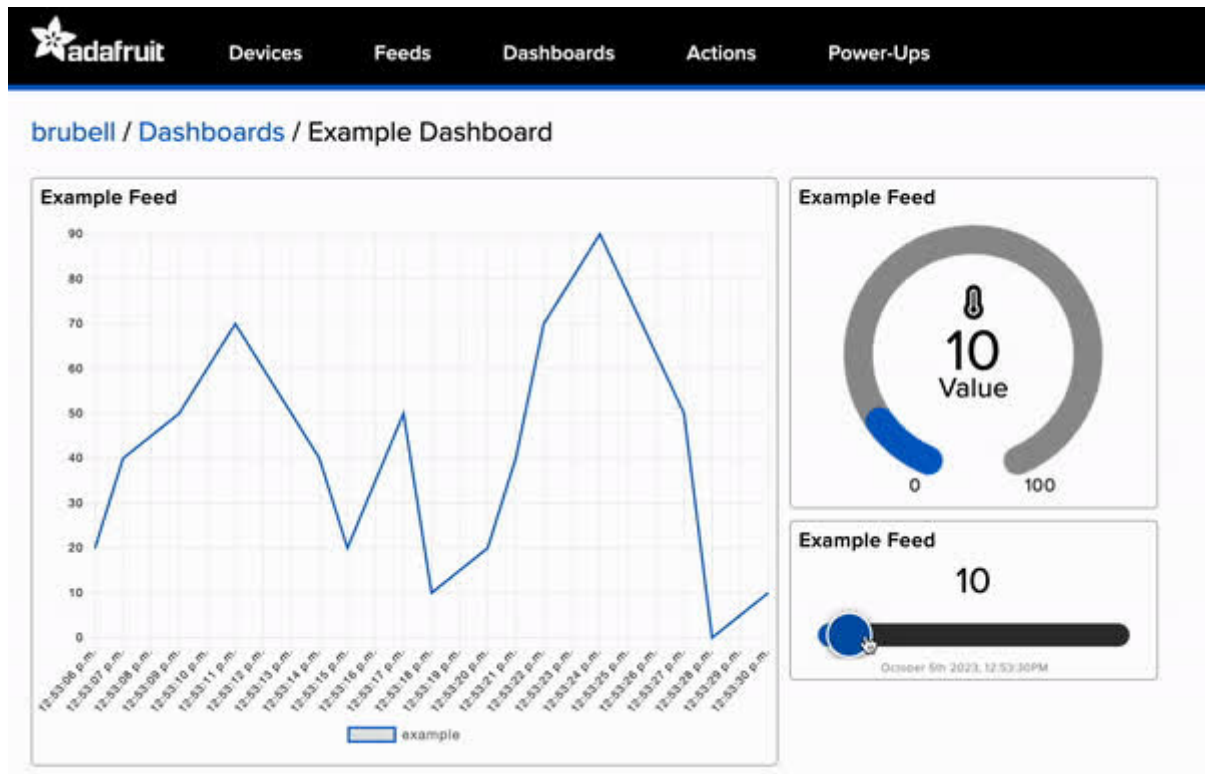 adafruit Devices Feeds Dashboards Actions Power-Ups
brubell / Dashboards / Example Dashboard
Example Feed
90
80
70
60
50
40
30
20
10
0
12:53:06 p.m.
12:53:07 p.m.
12:53:08 p.m.
12:53:09 p.m.
12:53:10 p.m.
12:53:11 p.m.
12:53:12 p.m.
12:53:13 p.m.
12:53:14 p.m.
12:53:15 p.m.
12:53:16 p.m.
12:53:17 p.m.
12:53:18 p.m.
12:53:19 p.m.
12:53:20 p.m.
12:53:21 p.m.
12:53:22 p.m.
12:53:23 p.m.
12:53:24 p.m.
12:53:25 p.m.
12:53:26 p.m.
12:53:27 p.m.
12:53:28 p.m.
12:53:29 p.m.
12:53:30 p.m.
example
Example Feed
10
Value
0 100
Example Feed
10
October 5th 2023, 12:53:30PM